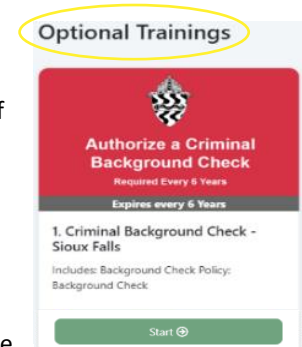 Optional Trainings
f
Authorize a Criminal
Background Check
Required Every 6 Years
Expires every 6 Years
1. Criminal Background Check -
Sioux Falls
Includes: Background Check Policy:
Background Check
Start
e